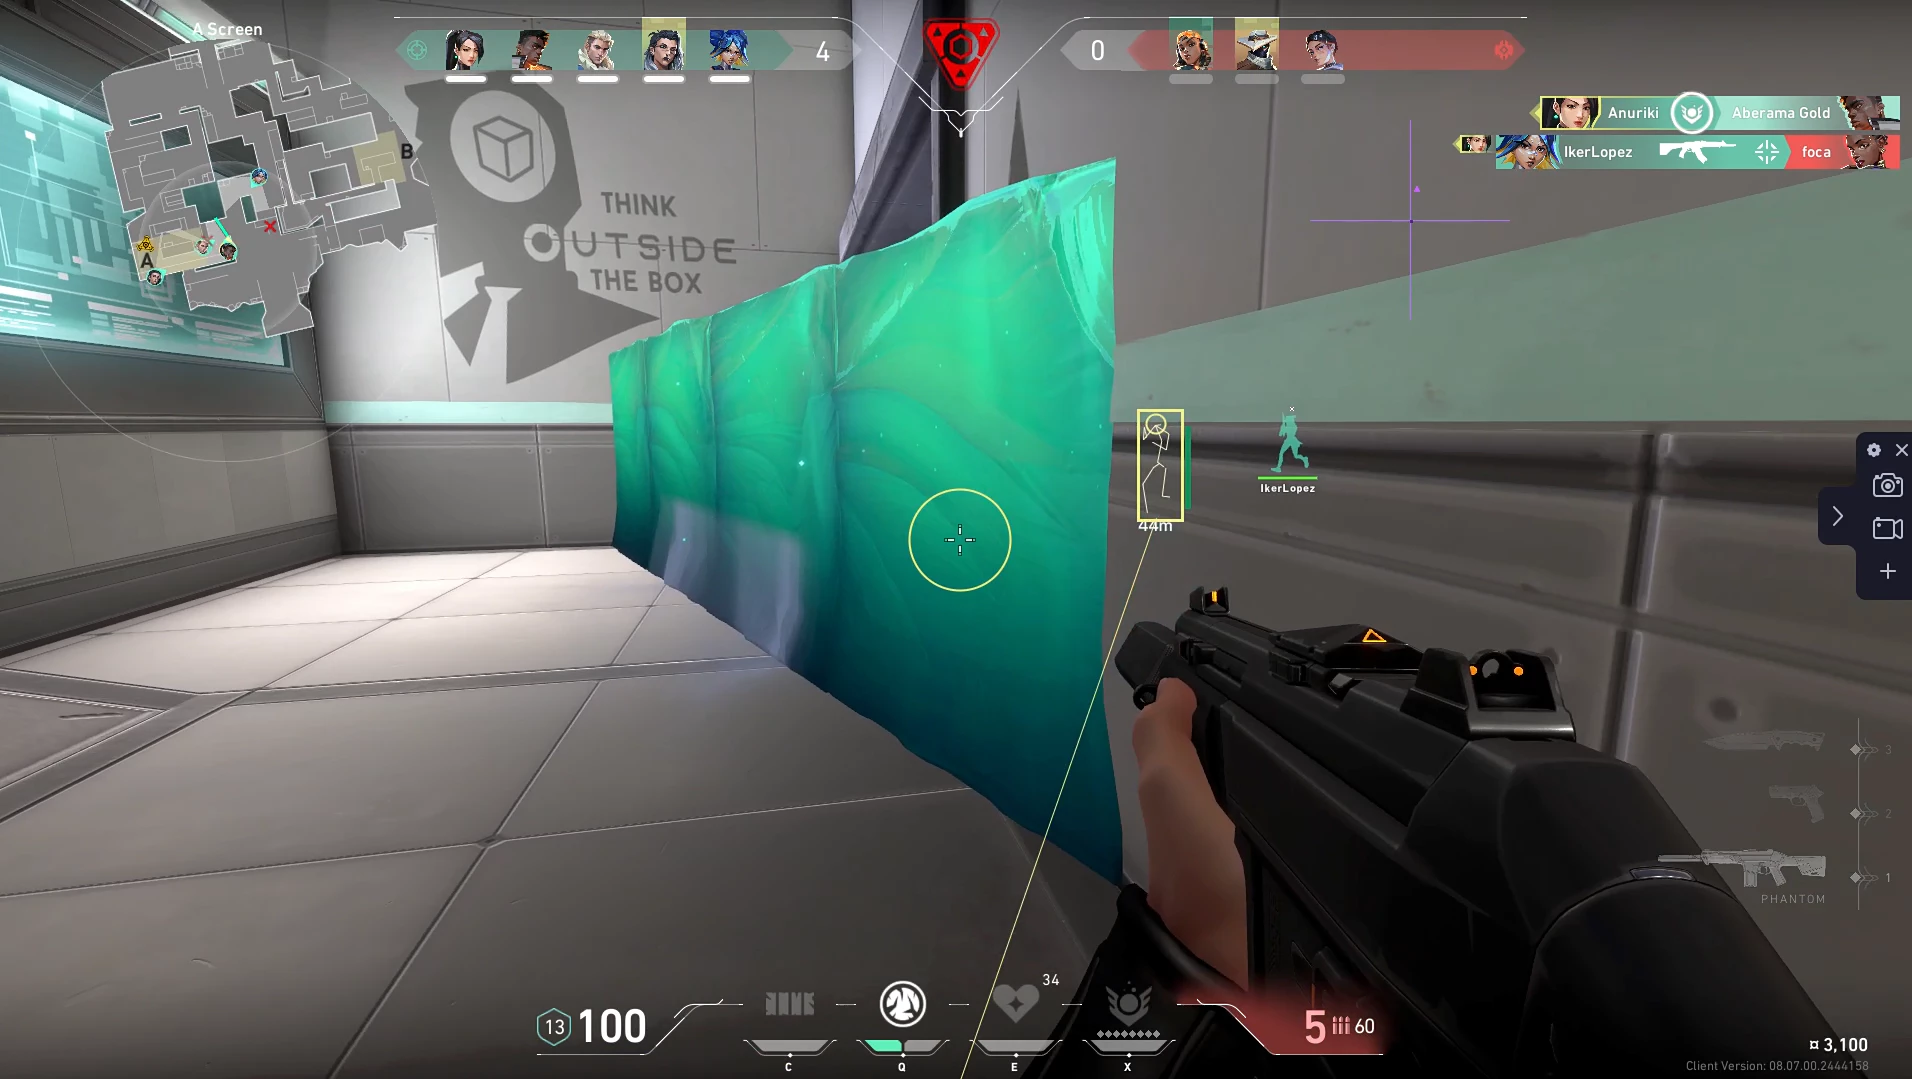 A Screen
4
0
B
A
Anuriki
Aberama Gold
IkerLopez
foca
THINK
OUTSIDE
THE BOX
IkerLopez
44m
3
2
1
PHANTOM
34
13
100
5
60
C
Q
E
X
¤ 3,100
Client Version: 08.07.00.2444158